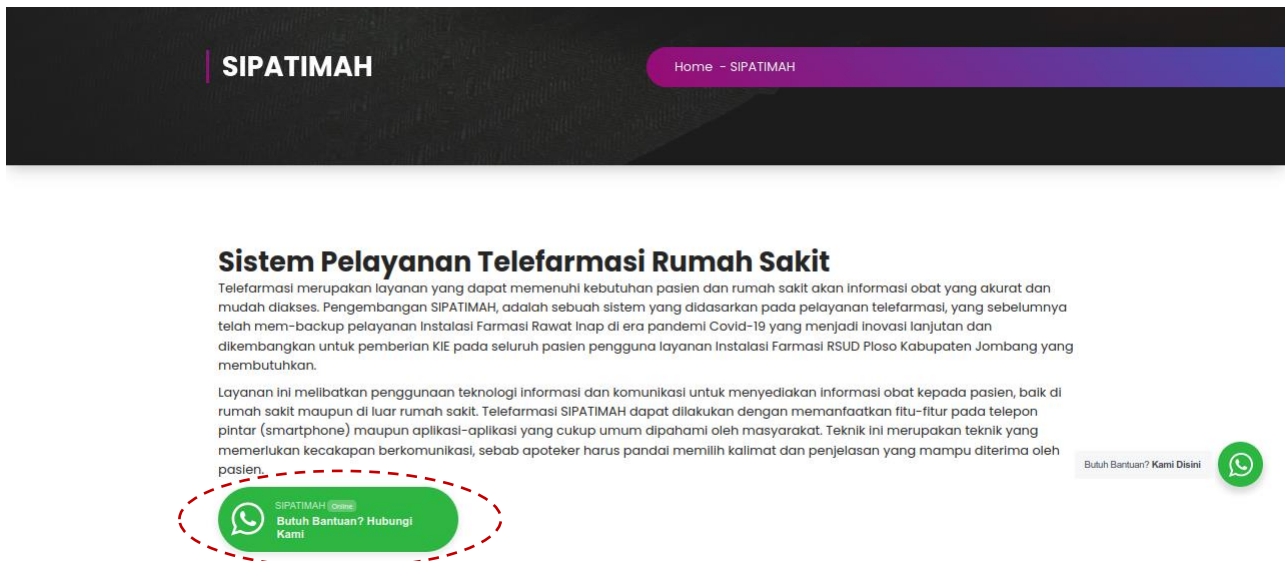 SIPATIMAH
Home - SIPATIMAH
Sistem Pelayanan Telefarmasi Rumah Sakit
Telefarmasi merupakan layanan yang dapat memenuhi kebutuhan pasien dan rumah sakit akan informasi obat yang akurat dan
mudah diakses. Pengembangan SIPATIMAH, adalah sebuah sistem yang didasarkan pada pelayanan telefarmasi, yang sebelumnya
telah mem-backup pelayanan Instalasi Farmasi Rawat Inap di era pandemi Covid-19 yang menjadi inovasi lanjutan dan
dikembangkan untuk pemberian KIE pada seluruh pasien pengguna layanan Instalasi Farmasi RSUD Ploso Kabupaten Jombang yang
membutuhkan.
Layanan ini melibatkan penggunaan teknologi informasi dan komunikasi untuk menyediakan informasi obat kepada pasien, baik di
rumah sakit maupun di luar rumah sakit. Telefarmasi SIPATIMAH dapat dilakukan dengan memanfaatkan fitu-fitur pada telepon
pintar (smartphone) maupun aplikasi-aplikasi yang cukup umum dipahami oleh masyarakat. Teknik ini merupakan teknik yang
memerlukan kecakapan berkomunikasi, sebab apoteker harus pandai memilih kalimat dan penjelasan yang mampu diterima oleh
pasien.
Butuh Bantuan? Kami Disini
SIPATIMAH Online
Butuh Bantuan? Hubungi
Kami